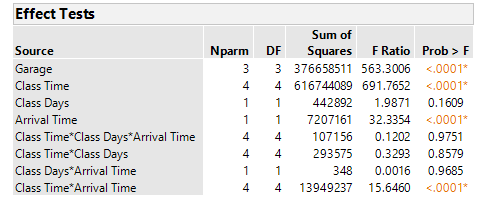 Effect Tests
Sum of
Source Nparm DF Squares F Ratio Prob > F
Garage 3 3 376658511 563.3006 <.0001*
Class Time 4 4 616744089 691.7652 <.0001*
Class Days 1 1 442892 1.9871 0.1609
Arrival Time 1 1 7207161 32.3354 <.0001*
Class Time*Class Days*Arrival Time 4 4 107156 0.1202 0.9751
Class Time*Class Days 4 4 293575 0.3293 0.8579
Class Days*Arrival Time 1 1 348 0.0016 0.9685
Class Time*Arrival Time 4 4 13949237 15.6460 <.0001*